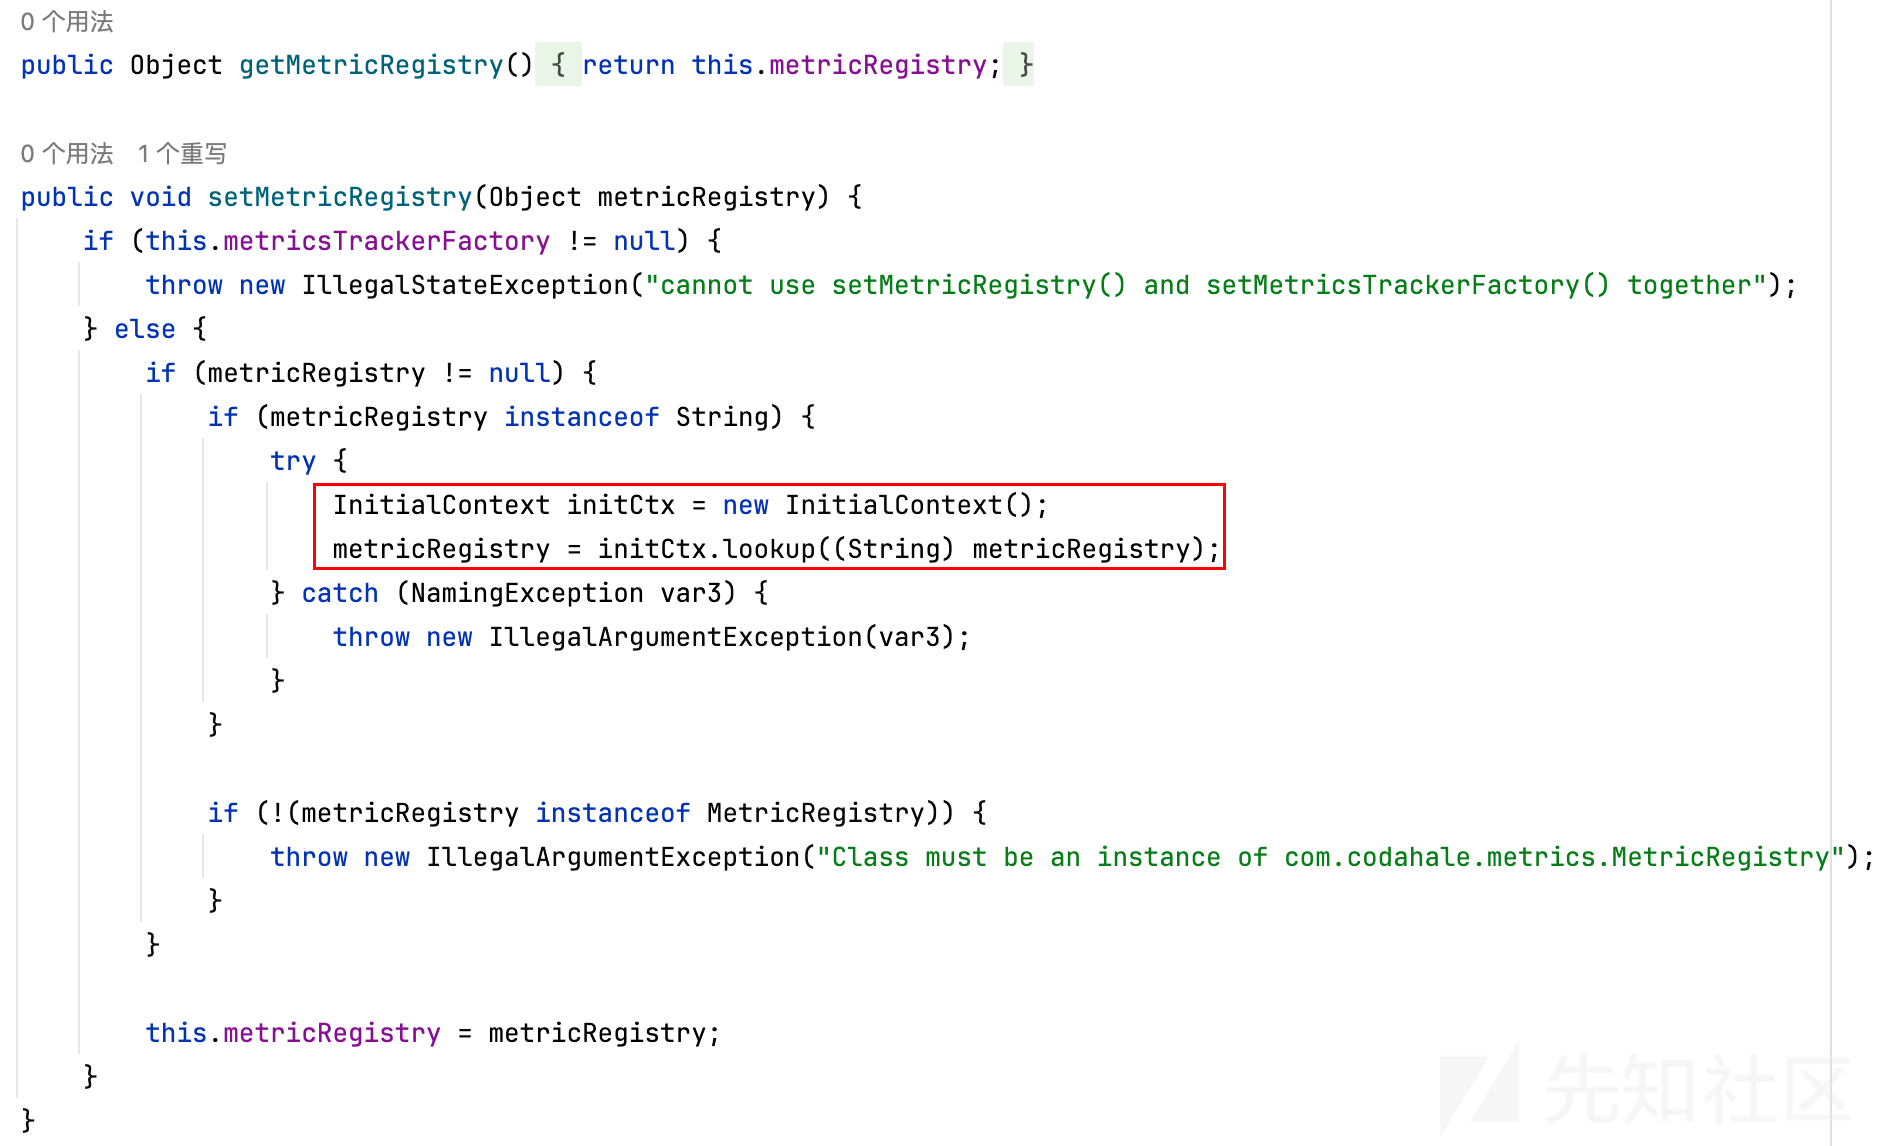 0 个用法
public Object getMetricRegistry() { return this.metricRegistry; }
0 个用法 1 个重写
public void setMetricRegistry(Object metricRegistry) {
if (this.metricsTrackerFactory != null) {
throw new IllegalStateException("cannot use setMetricRegistry() and setMetricsTrackerFactory() together");
} else {
if (metricRegistry != null) {
if (metricRegistry instanceof String) {
try {
InitialContext initCtx = new InitialContext();
metricRegistry = initCtx.lookup((String) metricRegistry);
} catch (NamingException var3) {
throw new IllegalArgumentException(var3);
}
}
if (!(metricRegistry instanceof MetricRegistry)) {
throw new IllegalArgumentException("Class must be an instance of com.codahale.metrics.MetricRegistry");
}
}
this.metricRegistry = metricRegistry;
}
}
先知社区